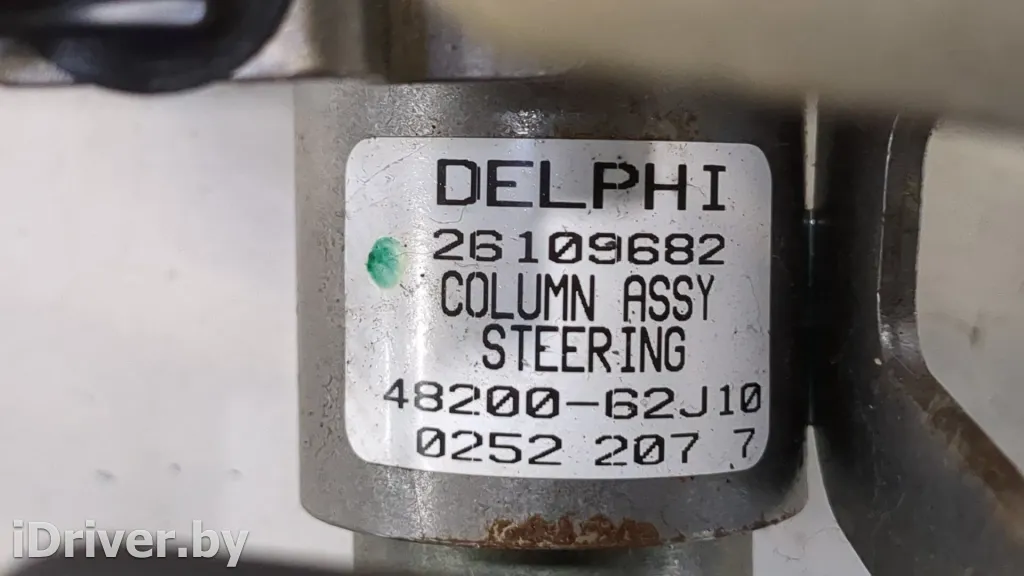 DELPHI
26109682
COLUMN ASSY
STEERING
48200-62J10
0252 207 7
iDriver.by